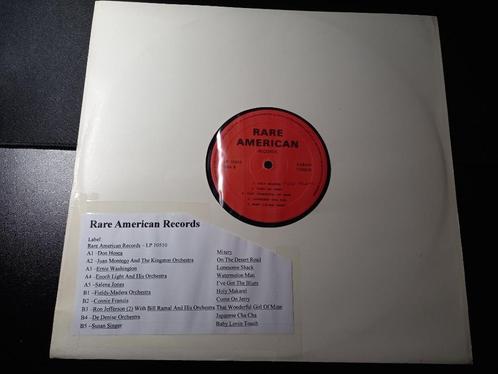 RARE
AMERICAN
RECORDS
Rare American Records
Label:
Rare American Records – LP 10510
A1 –Don Hosea Misery
A2 –Juan Montego And The Kingston Orchestra On The Desert Road
A3 –Ernie Washington Lonesome Shack
A4 –Enoch Light And His Orchestra Watermelon Man
A5 –Salena Jones I've Got The Blues
B1 –Fields-Madera Orchestra Holy Makarel
B2 –Connie Francis Come On Jerry
B3 –Ron Jefferson (2) With Bill Ramal And His Orchestra That Wonderful Girl Of Mine
B4 –De Denise Orchestra Japanese Cha Cha
B5 –Susan Singer Baby Lovin Touch